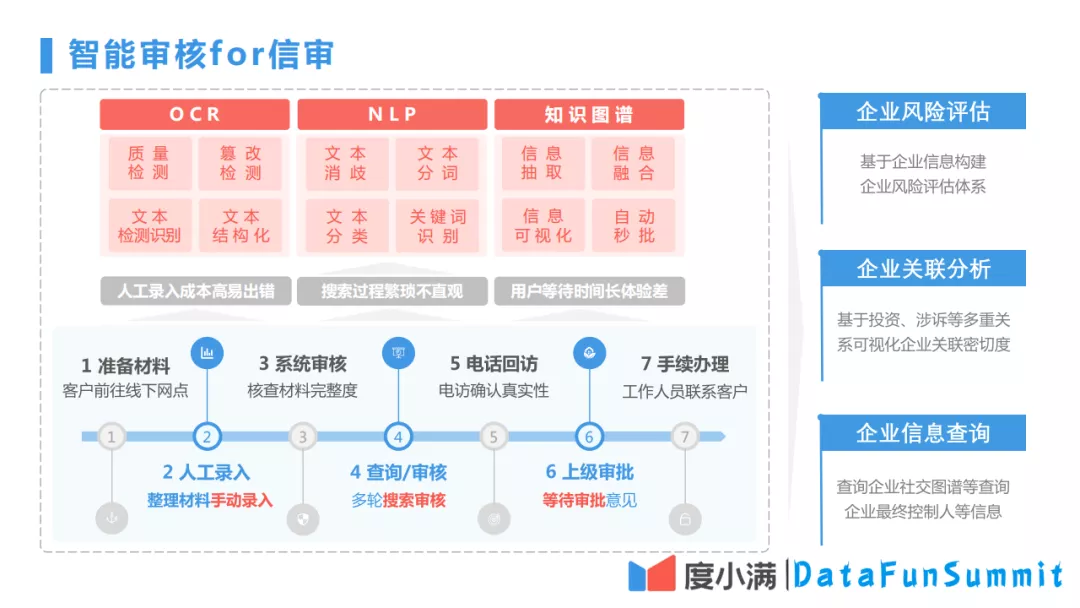 智能审核for信审
OCR
NLP
知识图谱
质量
检测
篡改
检测
文本
检测识别
文本
结构化
文本
消歧
文本
分词
文本
分类
关键词
识别
信息
抽取
信息
融合
信息
可视化
自动
秒批
人工录入成本高易出错
搜索过程繁琐不直观
用户等待时间长体验差
1 准备材料
客户前往线下网点
3 系统审核
核查材料完整度
5 电话回访
电访确认真实性
7 手续办理
工作人员联系客户
1
2
3
4
5
6
7
2 人工录入
整理材料手动录入
4 查询/审核
多轮搜索审核
6 上级审批
等待审批意见
企业风险评估
基于企业信息构建
企业风险评估体系
企业关联分析
基于投资、涉诉等多重关
系可视化企业关联密切度
企业信息查询
查询企业社交图谱等查询
企业最终控制人等信息
度小满
DataFunSummit